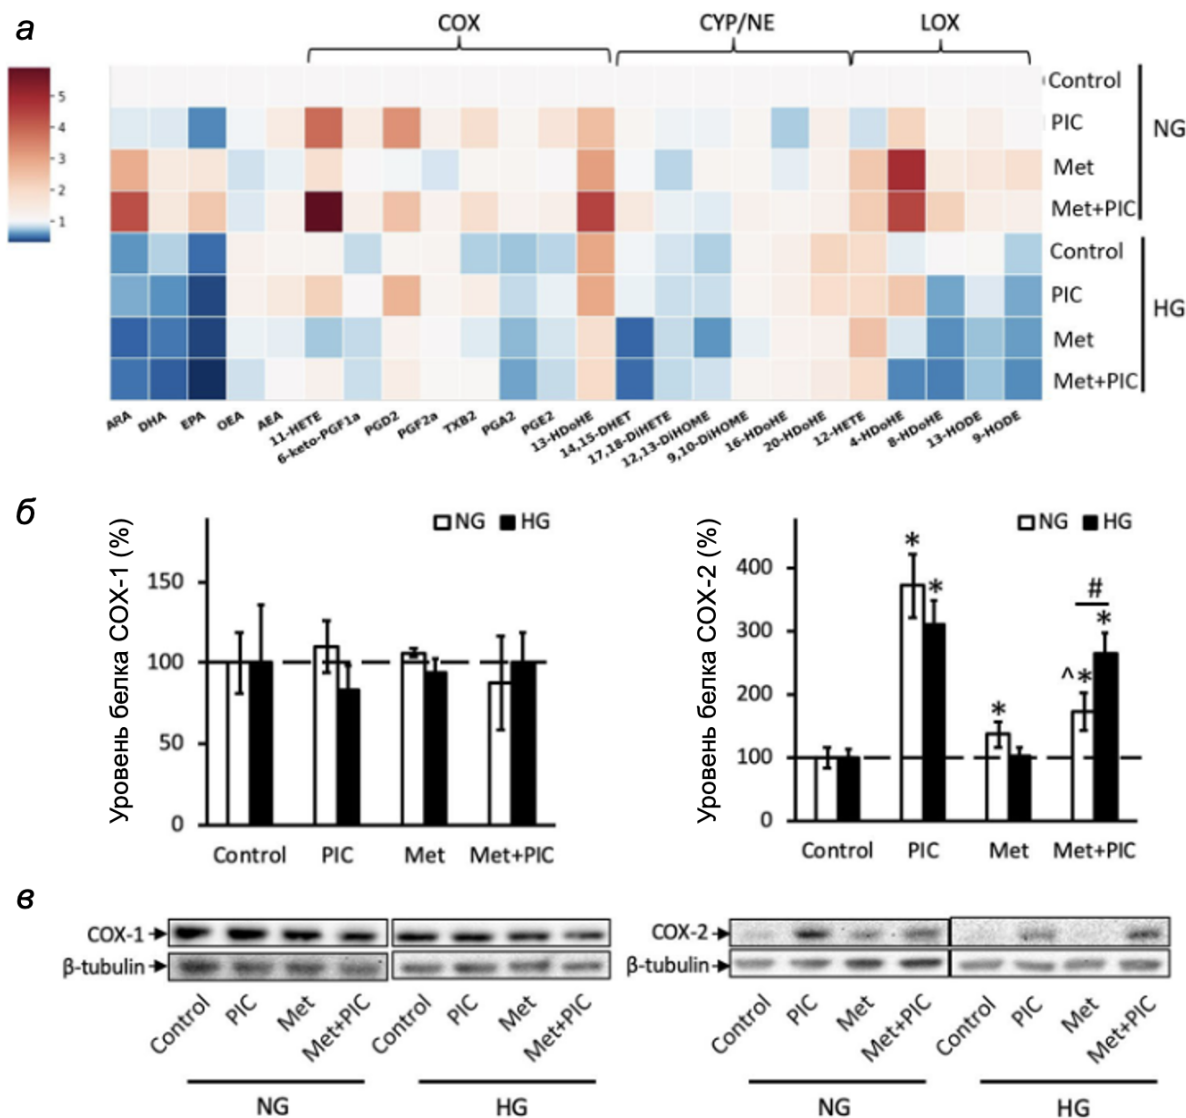 а
COX
CYP/NE
LOX
5
4
3
2
1
Control
PIC
Met
Met+PIC
NG
Control
PIC
Met
Met+PIC
HG
ARA
DHA
EPA
OEA
AEA
11-HETE
6-keto-PGF1a
PGD2
PGF2a
TXB2
PGA2
PGE2
13-HDoHE
14,15-DHET
17,18-DiHETE
12,13-DiHOME
9,10-DiHOME
16-HDoHE
20-HDoHE
12-HETE
4-HDoHE
8-HDoHE
13-HODE
9-HODE
б
Уровень белка COX-1 (%)
NG HG
150
100
50
0
Control PIC Met Met+PIC
Уровень белка COX-2 (%)
NG HG
400
300
200
100
0
* * * ^* # *
Control PIC Met Met+PIC
в
COX-1
β-tubulin
Control PIC Met Met+PIC Control PIC Met Met+PIC
NG HG
COX-2
β-tubulin
Control PIC Met Met+PIC Control PIC Met Met+PIC
NG HG